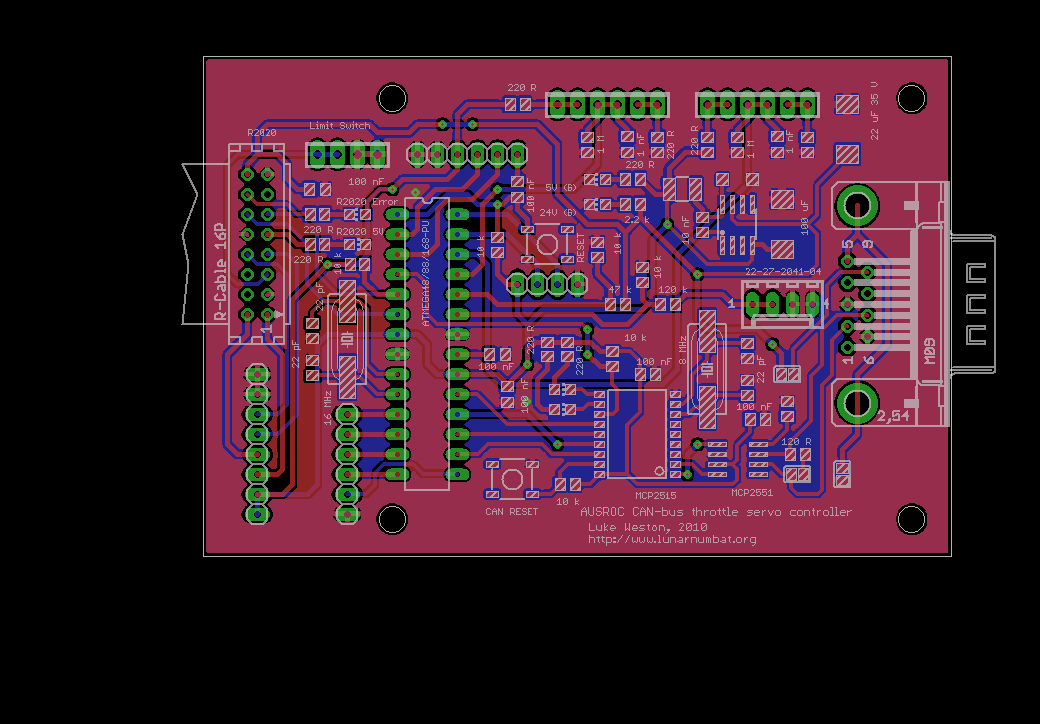 220 R
22 uF 35 V
Limit Switch
R2020
1 M
1 nF
220 R
220 R
1 M
1 nF
220 R
100 nF
100 nF
5V (B)
R2020 Error
24V (B)
2.2 k
10 nF
100 uF
5
9
R-Cable 16P
220 R
R2020 5V
ATMEGA48/88/168-PU
10 k
RESET
10 k
220 R
10 k
10 k
22-27-2041-04
22 pF
47 k
120 k
1
4
1
22 pF
220 R
10 k
8 MHz
1
6
M09
100 nF
220 R
100 nF
22 pF
16 MHz
100 nF
100 nF
2,54
120 R
MCP2515
MCP2551
10 k
CAN RESET
AUSROC CAN-bus throttle servo controller
Luke Weston, 2010
http://www.lunarnumbat.org